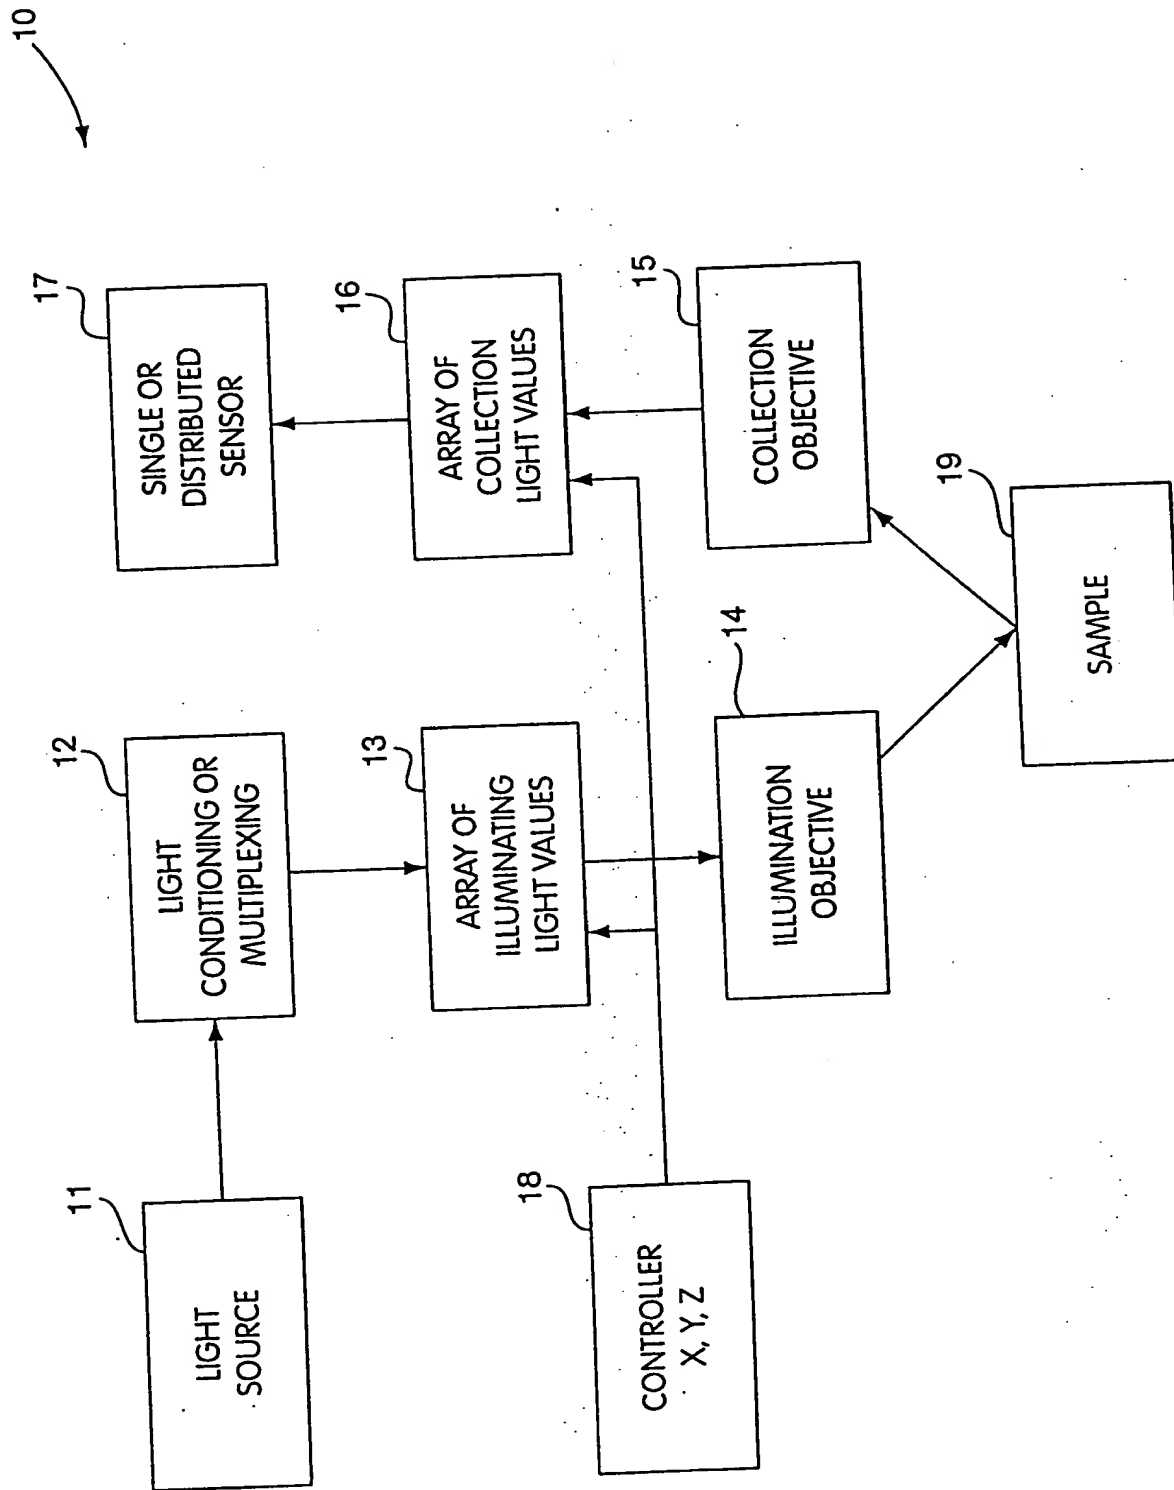 10
11
LIGHT
SOURCE
12
LIGHT
CONDITIONING OR
MULTIPLEXING
17
SINGLE OR
DISTRIBUTED
SENSOR
13
ARRAY OF
ILLUMINATING
LIGHT VALUES
16
ARRAY OF
COLLECTION
LIGHT VALUES
18
CONTROLLER
X, Y, Z
14
ILLUMINATION
OBJECTIVE
15
COLLECTION
OBJECTIVE
19
SAMPLE